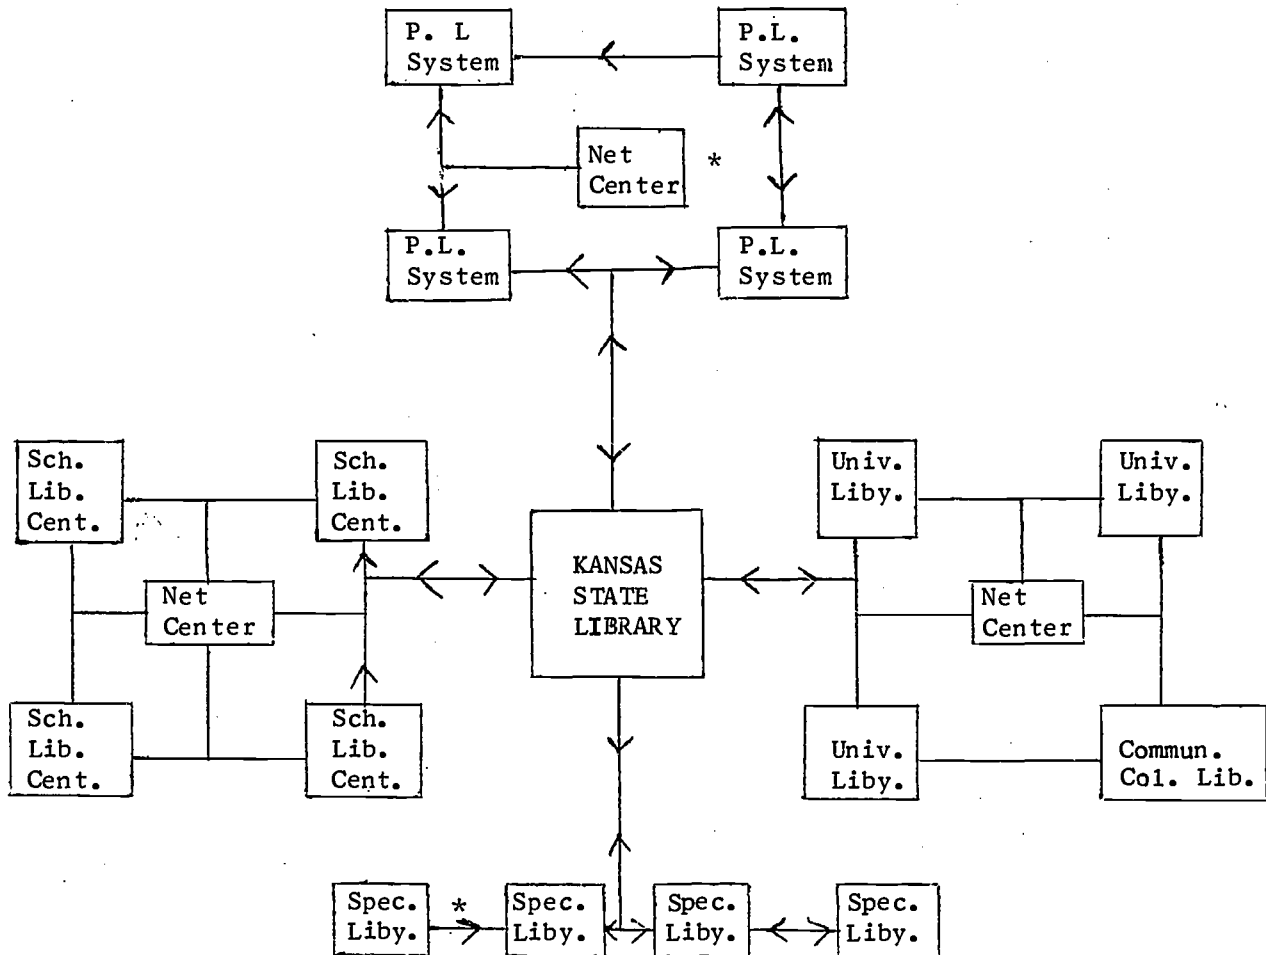 P. L
System
P.L.
System
Net
Center
*
P.L.
System
P.L.
System
Sch.
Lib.
Cent.
Sch.
Lib.
Cent.
Net
Center
Sch.
Lib.
Cent.
Sch.
Lib.
Cent.
KANSAS
STATE
LIBRARY
Univ.
Liby.
Univ.
Liby.
Net
Center
Univ.
Liby.
Commun.
Col. Lib.
Spec.
Liby.
*
Spec.
Liby.
Spec.
Liby.
Spec.
Liby.